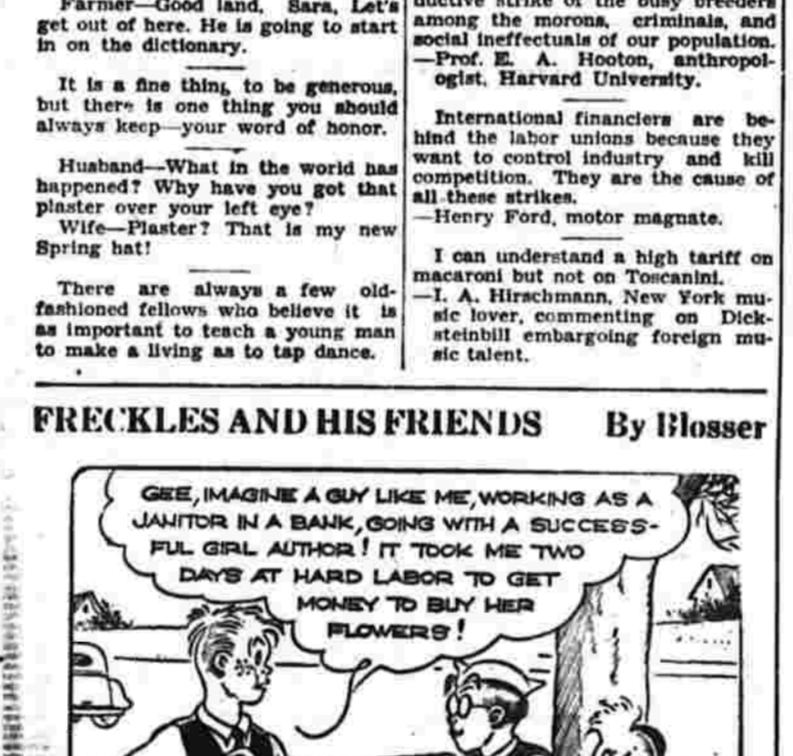 Farmer—Good land, Sara, Let's
get out of here. He is going to start
in on the dictionary.
It is a fine thing to be generous,
but there is one thing you should
always keep—your word of honor.
Husband—What in the world has
happened? Why have you got that
plaster over your left eye?
Wife—Plaster? That is my new
Spring hat!
There are always a few old-
fashioned fellows who believe it is
as important to teach a young man
to make a living as to tap dance.
ductive strike of the busy breeders
among the morons, criminals, and
social ineffectuals of our population.
—Prof. E. A. Hooton, anthropol-
ogist, Harvard University.
International financiers are be-
hind the labor unions because they
want to control industry and kill
competition. They are the cause of
all these strikes.
—Henry Ford, motor magnate.
I can understand a high tariff on
macaroni but not on Toscanini.
—I. A. Hirschmann, New York mu-
sic lover, commenting on Dick-
steinbill embargoing foreign mu-
sic talent.
FRECKLES AND HIS FRIENDS By Blosser
GEE, IMAGINE A GUY LIKE ME, WORKING AS A
JANITOR IN A BANK, GOING WITH A SUCCESS-
FUL GIRL AUTHOR! IT TOOK ME TWO
DAYS AT HARD LABOR TO GET
MONEY TO BUY HER
FLOWERS!